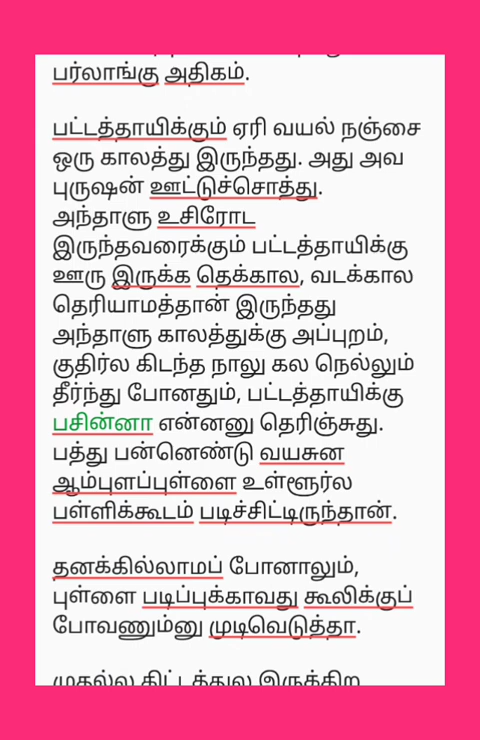 பர்லாங்கு அதிகம்.
பட்டத்தாயிக்கும் ஏரி வயல் நஞ்சை
ஒரு காலத்து இருந்தது. அது அவ
புருஷன் ஊட்டுச்சொத்து.
அந்தாளு உசிரோட
இருந்தவரைக்கும் பட்டத்தாயிக்கு
ஊரு இருக்க தெக்கால, வடக்கால
தெரியாமத்தான் இருந்தது
அந்தாளு காலத்துக்கு அப்புறம்,
குதிர்ல கிடந்த நாலு கல நெல்லும்
தீர்ந்து போனதும், பட்டத்தாயிக்கு
பசின்னா என்னனு தெரிஞ்சுது.
பத்து பன்னெண்டு வயசுன
ஆம்புளப்புள்ளை உள்ளூர்ல
பள்ளிக்கூடம் படிச்சிட்டிருந்தான்.
தனக்கில்லாமப் போனாலும்,
புள்ளை படிப்புக்காவது கூலிக்குப்
போவணும்னு முடிவெடுத்தா.